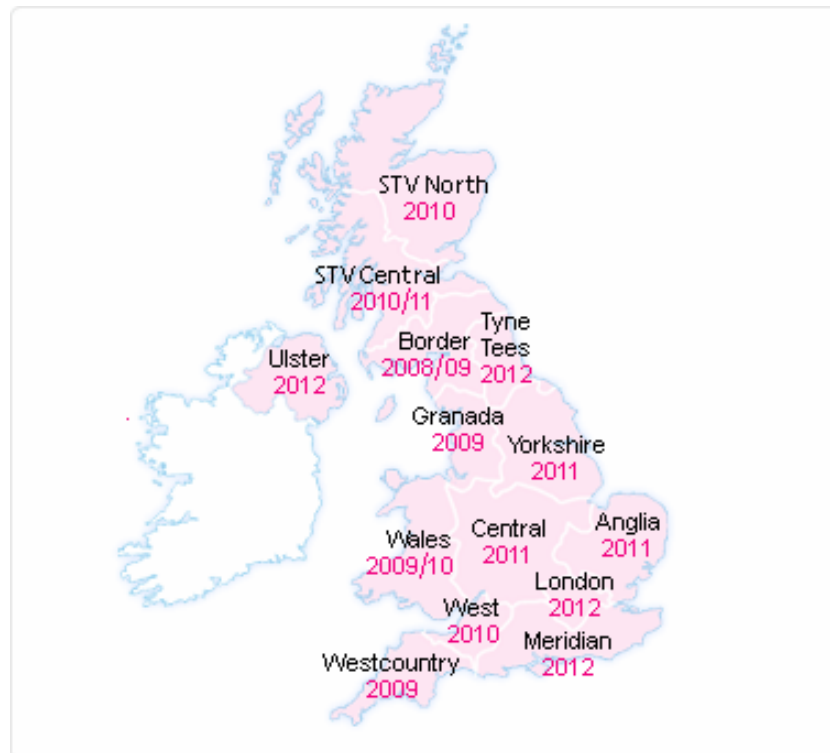 STV North
2010
STV Central
2010/11
Tyne
Tees
2012
Border
2008/09
Ulster
2012
Granada
2009
Yorkshire
2011
Anglia
2011
Central
2011
Wales
2009/10
London
2012
West
2010
Meridian
2012
Westcountry
2009